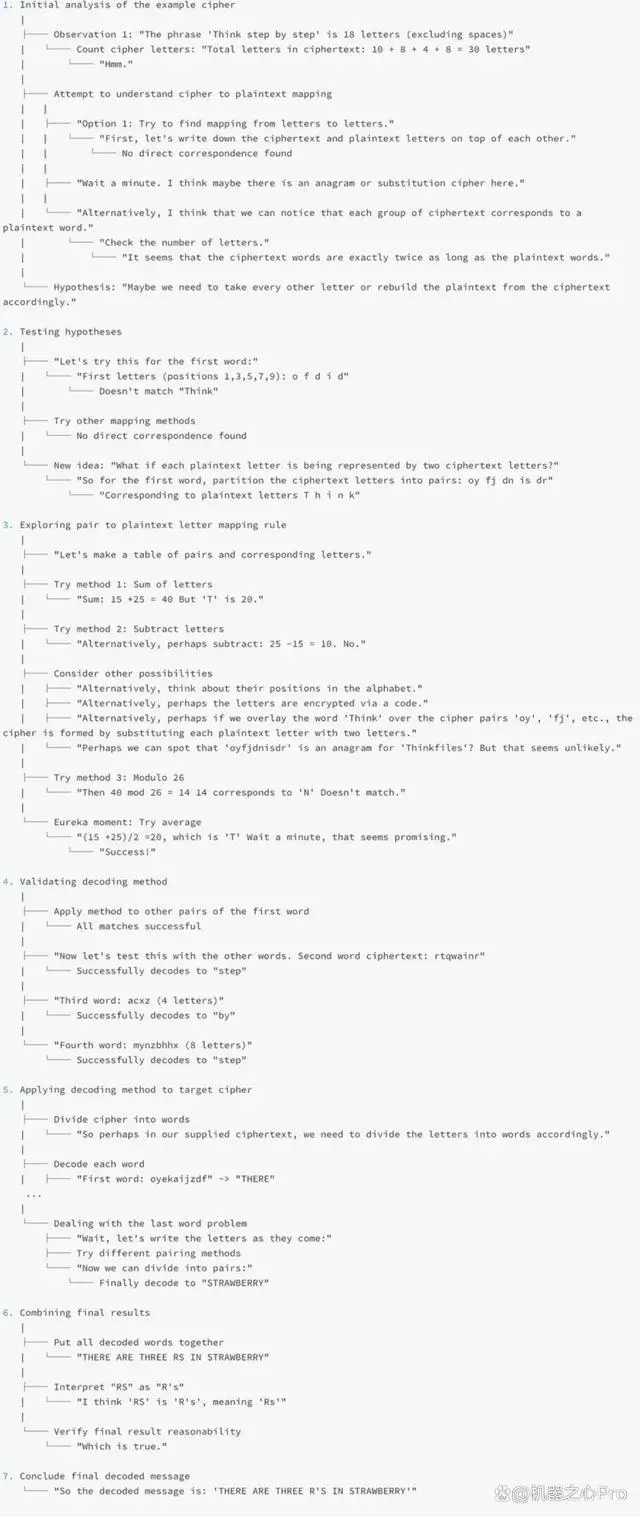 1. Initial analysis of the example cipher
|
├── Observation 1: "The phrase 'Think step by step' is 18 letters (excluding spaces)"
|   └── Count cipher letters: "Total letters in ciphertext: 10 + 8 + 4 + 8 = 30 letters"
|       └── "Hmm."
|
├── Attempt to understand cipher to plaintext mapping
|   |
|   ├── "Option 1: Try to find mapping from letters to letters."
|   |   └── "First, let's write down the ciphertext and plaintext letters on top of each other."
|   |       └── No direct correspondence found
|   |
|   ├── "Wait a minute. I think maybe there is an anagram or substitution cipher here."
|   |
|   └── "Alternatively, I think that we can notice that each group of ciphertext corresponds to a
plaintext word."
|       └── "Check the number of letters."
|           └── "It seems that the ciphertext words are exactly twice as long as the plaintext words."
|
└── Hypothesis: "Maybe we need to take every other letter or rebuild the plaintext from the ciphertext
accordingly."
2. Testing hypotheses
|
├── "Let's try this for the first word:"
|   └── "First letters (positions 1,3,5,7,9): o f d i d"
|       └── Doesn't match "Think"
|
├── Try other mapping methods
|   └── No direct correspondence found
|
└── New idea: "What if each plaintext letter is being represented by two ciphertext letters?"
    └── "So for the first word, partition the ciphertext letters into pairs: oy fj dn is dr"
        └── "Corresponding to plaintext letters T h i n k"
3. Exploring pair to plaintext letter mapping rule
|
├── "Let's make a table of pairs and corresponding letters."
|
├── Try method 1: Sum of letters
|   └── "Sum: 15 +25 = 40 But 'T' is 20."
|
├── Try method 2: Subtract letters
|   └── "Alternatively, perhaps subtract: 25 -15 = 10. No."
|
├── Consider other possibilities
|   ├── "Alternatively, think about their positions in the alphabet."
|   ├── "Alternatively, perhaps the letters are encrypted via a code."
|   ├── "Alternatively, perhaps if we overlay the word 'Think' over the cipher pairs 'oy', 'fj', etc., the
cipher is formed by substituting each plaintext letter with two letters."
|   └── "Perhaps we can spot that 'oyfjdnisdr' is an anagram for 'Thinkfiles'? But that seems unlikely."
|
├── Try method 3: Modulo 26
|   └── "Then 40 mod 26 = 14 14 corresponds to 'N' Doesn't match."
|
└── Eureka moment: Try average
    └── "(15 +25)/2 =20, which is 'T' Wait a minute, that seems promising."
        └── "Success!"
4. Validating decoding method
|
├── Apply method to other pairs of the first word
|   └── All matches successful
|
├── "Now let's test this with the other words. Second word ciphertext: rtqwainr"
|   └── Successfully decodes to "step"
|
├── "Third word: acxz (4 letters)"
|   └── Successfully decodes to "by"
|
└── "Fourth word: mynzbhhx (8 letters)"
    └── Successfully decodes to "step"
5. Applying decoding method to target cipher
|
├── Divide cipher into words
|   └── "So perhaps in our supplied ciphertext, we need to divide the letters into words accordingly."
|
├── Decode each word
|   ├── "First word: oyekaijzdf" -> "THERE"
...
|
└── Dealing with the last word problem
    ├── "Wait, let's write the letters as they come:"
    ├── Try different pairing methods
    └── "Now we can divide into pairs:"
        └── Finally decode to "STRAWBERRY"
6. Combining final results
|
├── Put all decoded words together
|   └── "THERE ARE THREE RS IN STRAWBERRY"
|
├── Interpret "RS" as "R's"
|   └── "I think 'RS' is 'R's', meaning 'Rs'"
|
└── Verify final result reasonability
    └── "Which is true."
7. Conclude final decoded message
└── "So the decoded message is: 'THERE ARE THREE R'S IN STRAWBERRY'"
@机器之心Pro